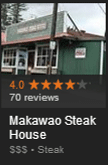 4.0
70 reviews
Makawao Steak
House
$$$ - Steak